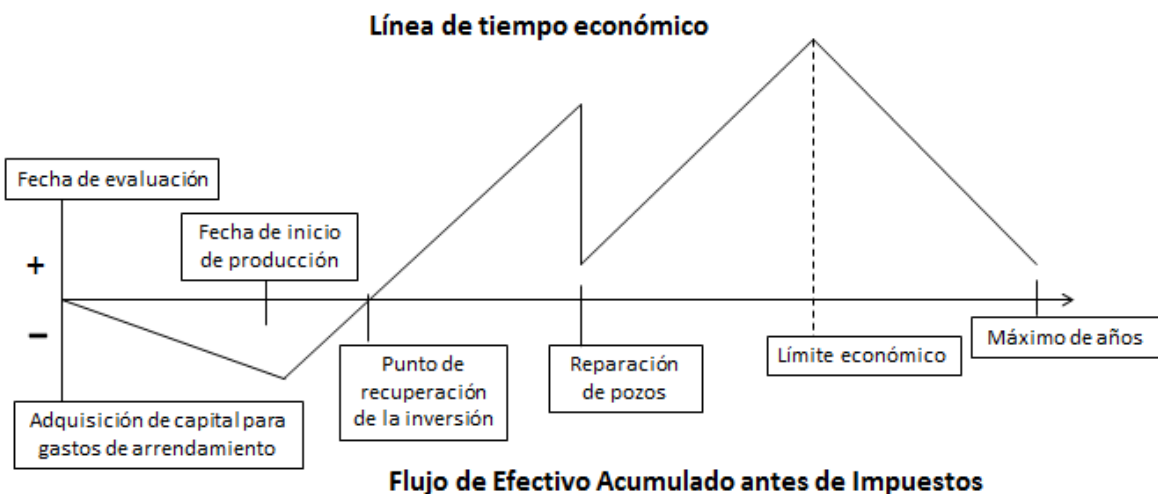 Línea de tiempo económico
Fecha de evaluación
Fecha de inicio
de producción
+
−
Punto de
recuperación
de la inversión
Reparación
de pozos
Límite económico
Máximo de años
Adquisición de capital para
gastos de arrendamiento
Flujo de Efectivo Acumulado antes de Impuestos